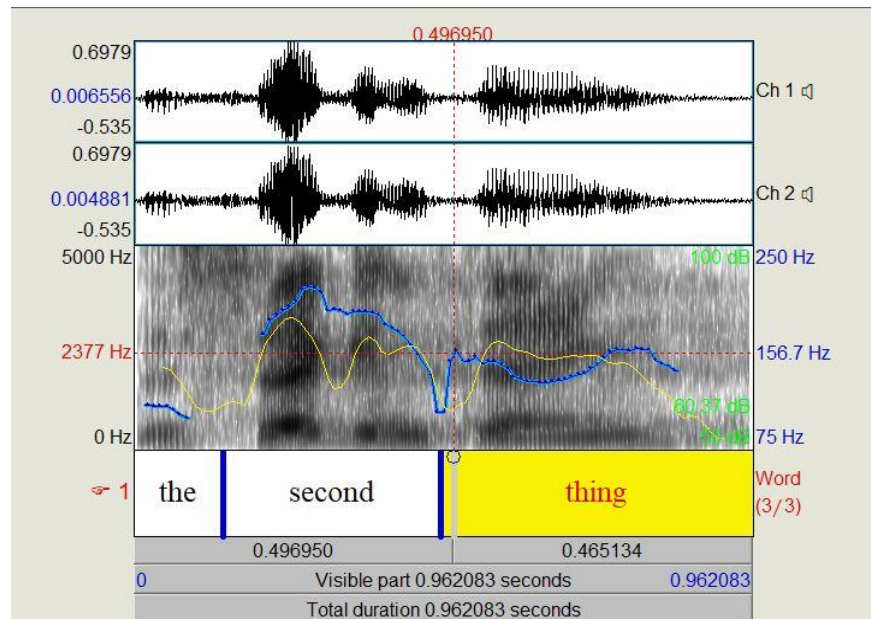 0.496950
0.6979
0.006556
-0.535
Ch 1
0.6979
0.004881
-0.535
Ch 2
5000 Hz 100 dB 250 Hz
2377 Hz 156.7 Hz
60.37 dB
0 Hz 50 dB 75 Hz
1 the second thing Word
(3/3)
0.496950 0.465134
0 Visible part 0.962083 seconds 0.962083
Total duration 0.962083 seconds